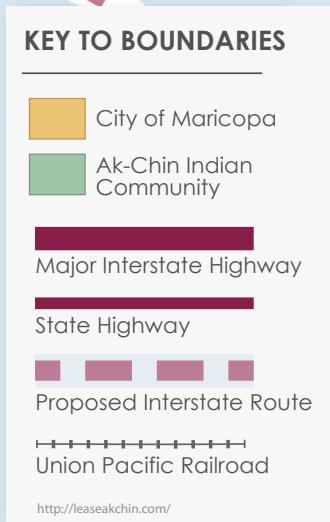 KEY TO BOUNDARIES
City of Maricopa
Ak-Chin Indian
Community
Major Interstate Highway
State Highway
Proposed Interstate Route
Union Pacific Railroad
http://leaseakchin.com/